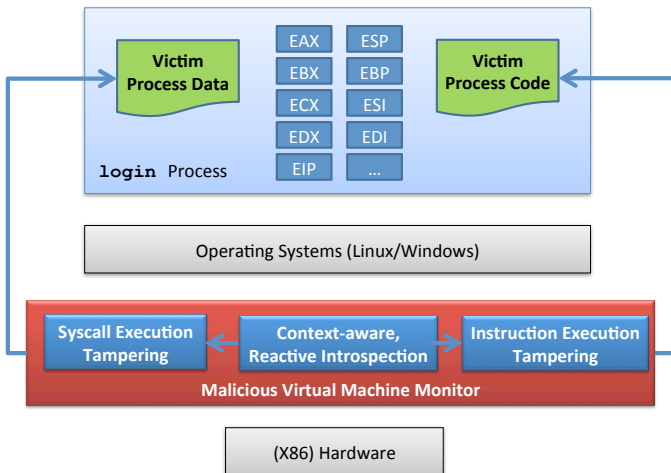 Victim
Process Data
EAX
ESP
EBX
EBP
ECX
ESI
EDX
EDI
EIP
...
Victim
Process Code
login Process
Operating Systems (Linux/Windows)
Syscall Execution
Tampering
Context-aware,
Reactive Introspection
Instruction Execution
Tampering
Malicious Virtual Machine Monitor
(X86) Hardware